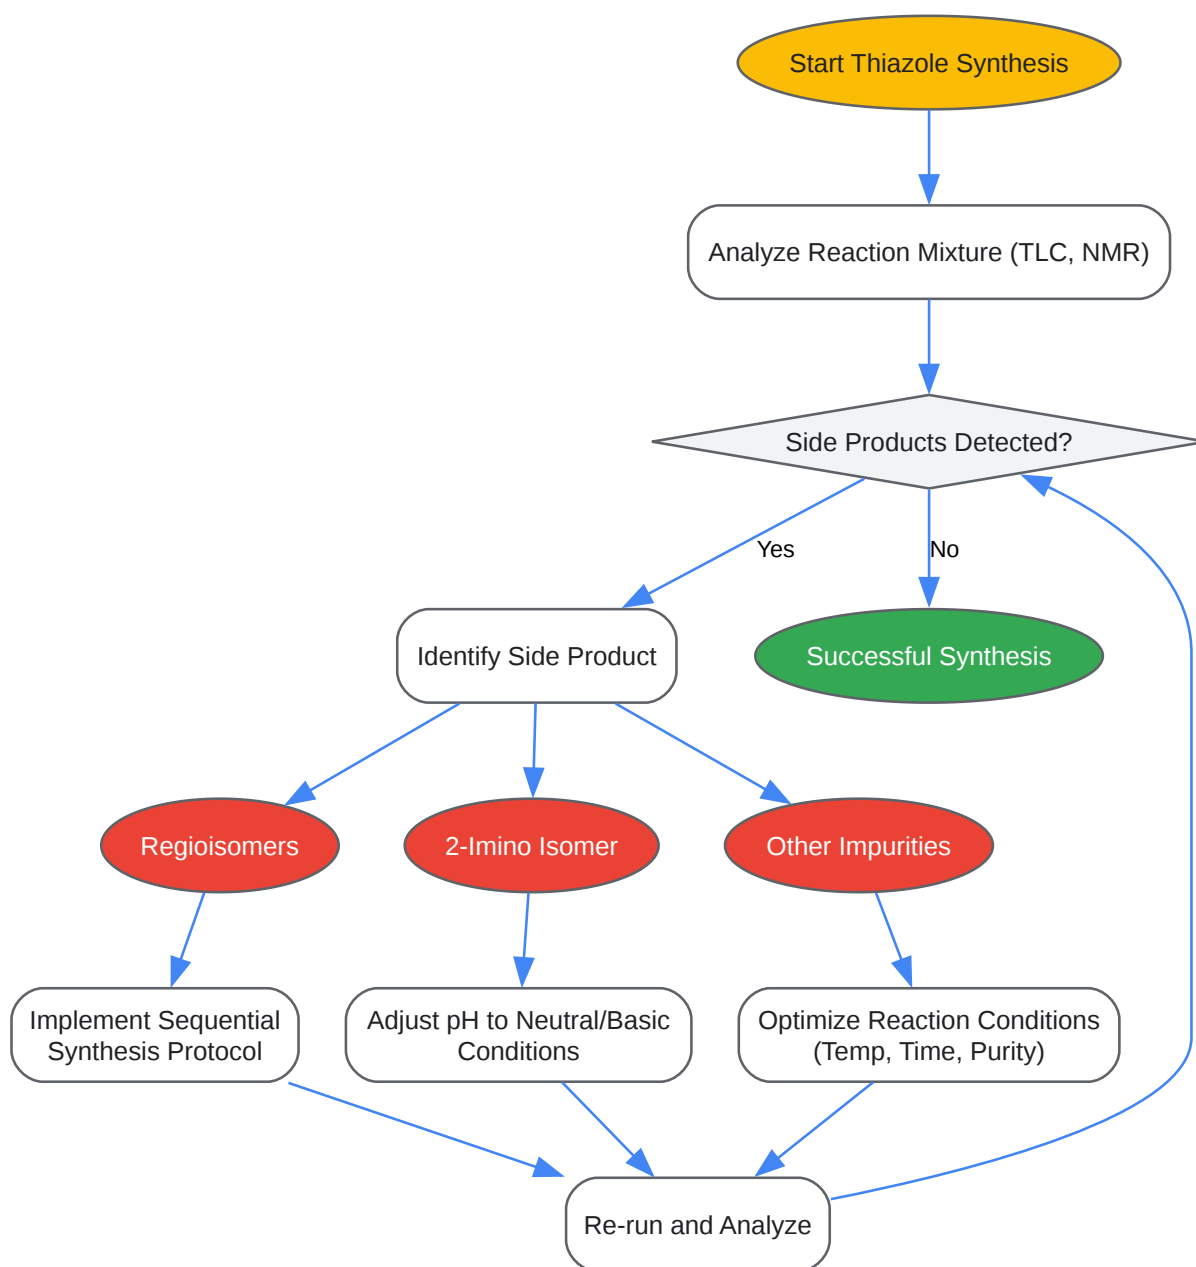 Start Thiazole Synthesis
Analyze Reaction Mixture (TLC, NMR)
Side Products Detected?
Yes
No
Identify Side Product
Successful Synthesis
Regioisomers
2-Imino Isomer
Other Impurities
Implement Sequential
Synthesis Protocol
Adjust pH to Neutral/Basic
Conditions
Optimize Reaction Conditions
(Temp, Time, Purity)
Re-run and Analyze